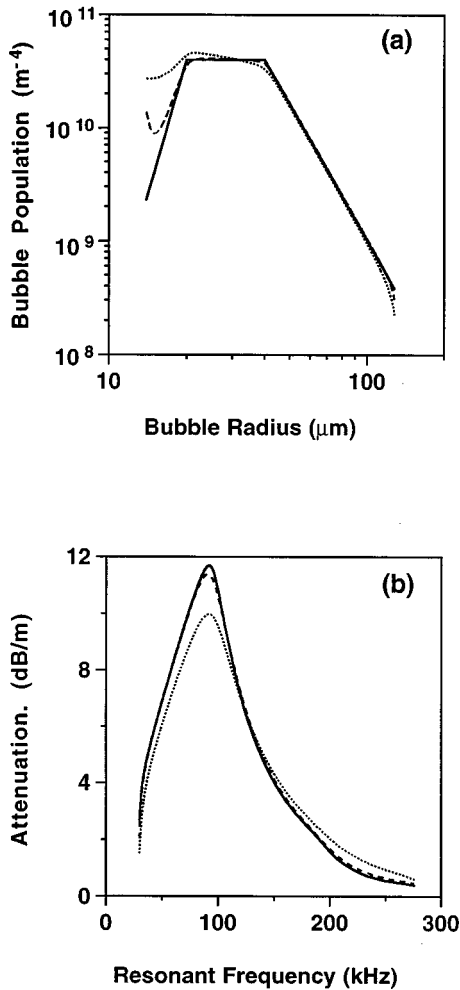 (a)
10¹¹
10¹⁰
10⁹
10⁸
Bubble Population (m⁻⁴)
10 100
Bubble Radius (μm)
(b)
12
8
4
0
Attenuation. (dB/m)
0 100 200 300
Resonant Frequency (kHz)